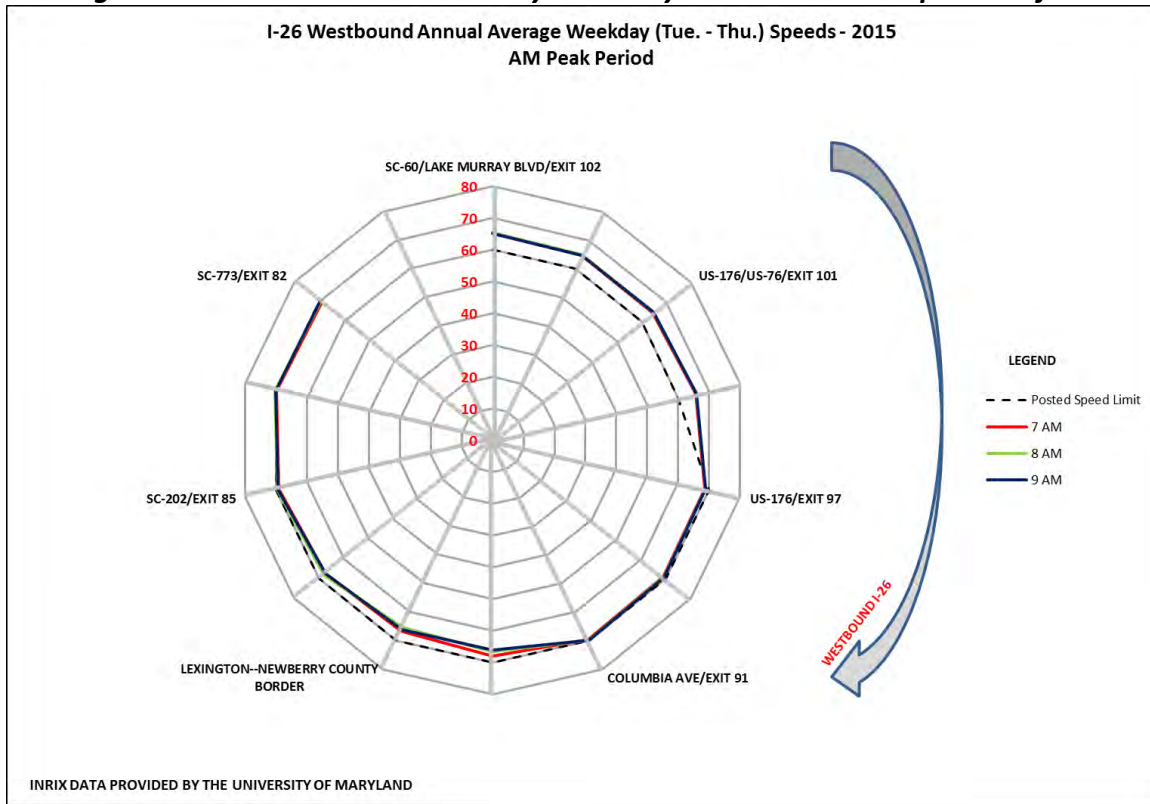 I-26 Westbound Annual Average Weekday (Tue. - Thu.) Speeds - 2015
AM Peak Period
SC-60/LAKE MURRAY BLVD/EXIT 102
80
70
60
50
40
30
20
10
0
SC-773/EXIT 82
US-176/US-76/EXIT 101
SC-202/EXIT 85
US-176/EXIT 97
LEXINGTON--NEWBERRY COUNTY
BORDER
COLUMBIA AVE/EXIT 91
WESTBOUND I-26
LEGEND
Posted Speed Limit
7 AM
8 AM
9 AM
INRIX DATA PROVIDED BY THE UNIVERSITY OF MARYLAND